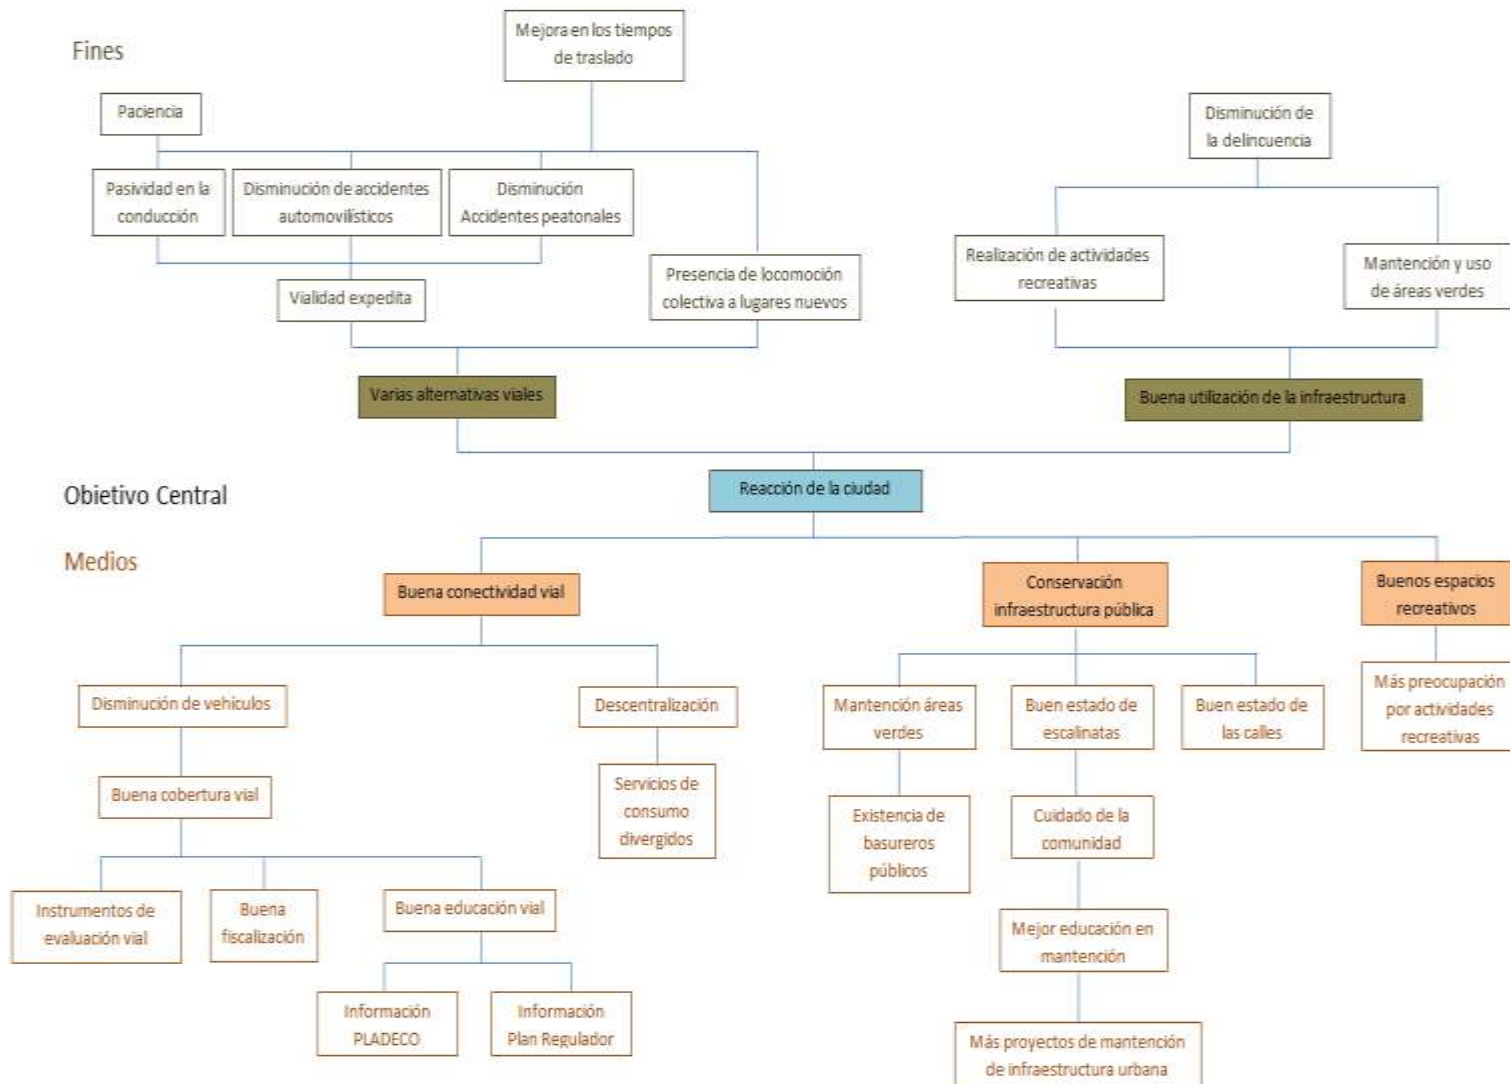 Fines
Mejora en los tiempos
de traslado
Paciencia
Disminución de
la delincuencia
Pasividad en la
conducción
Disminución de accidentes
automovilísticos
Disminución
Accidentes peatonales
Presencia de locomoción
colectiva a lugares nuevos
Realización de actividades
recreativas
Mantención y uso
de áreas verdes
Vialidad expedita
Varias alternativas viales
Buena utilización de la infraestructura
Objetivo Central
Reacción de la ciudad
Medios
Buena conectividad vial
Conservación
infraestructura pública
Buenos espacios
recreativos
Disminución de vehículos
Descentralización
Mantención áreas
verdes
Buen estado de
escalinatas
Buen estado de
las calles
Más preocupación
por actividades
recreativas
Buena cobertura vial
Servicios de
consumo
divergidos
Existencia de
basureros
públicos
Cuidado de la
comunidad
Instrumentos de
evaluación vial
Buena
fiscalización
Buena educación vial
Mejor educación en
mantención
Información
PLADECO
Información
Plan Regulador
Más proyectos de mantención
de infraestructura urbana